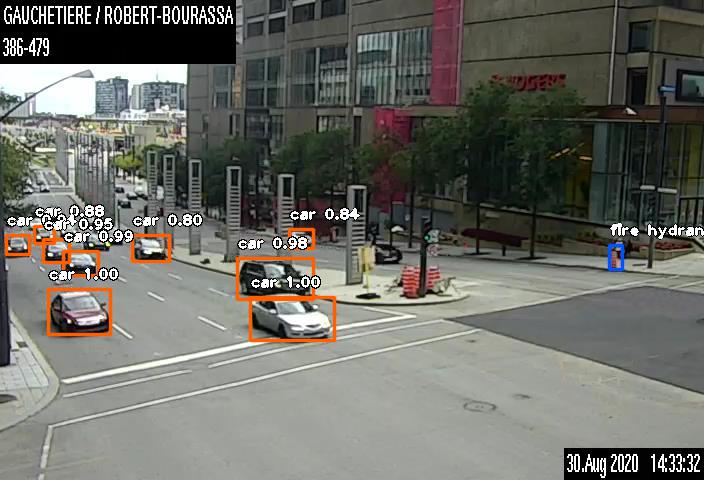 GAUCHETIERE / ROBERT-BOURASSA
386-479
ROGERS
car 0.84
fire hydran
car 0.80
car 0.88
car 0.95
car 0.99
car 0.98
car 1.00
car 1.00
30.Aug 2020 14:33:32